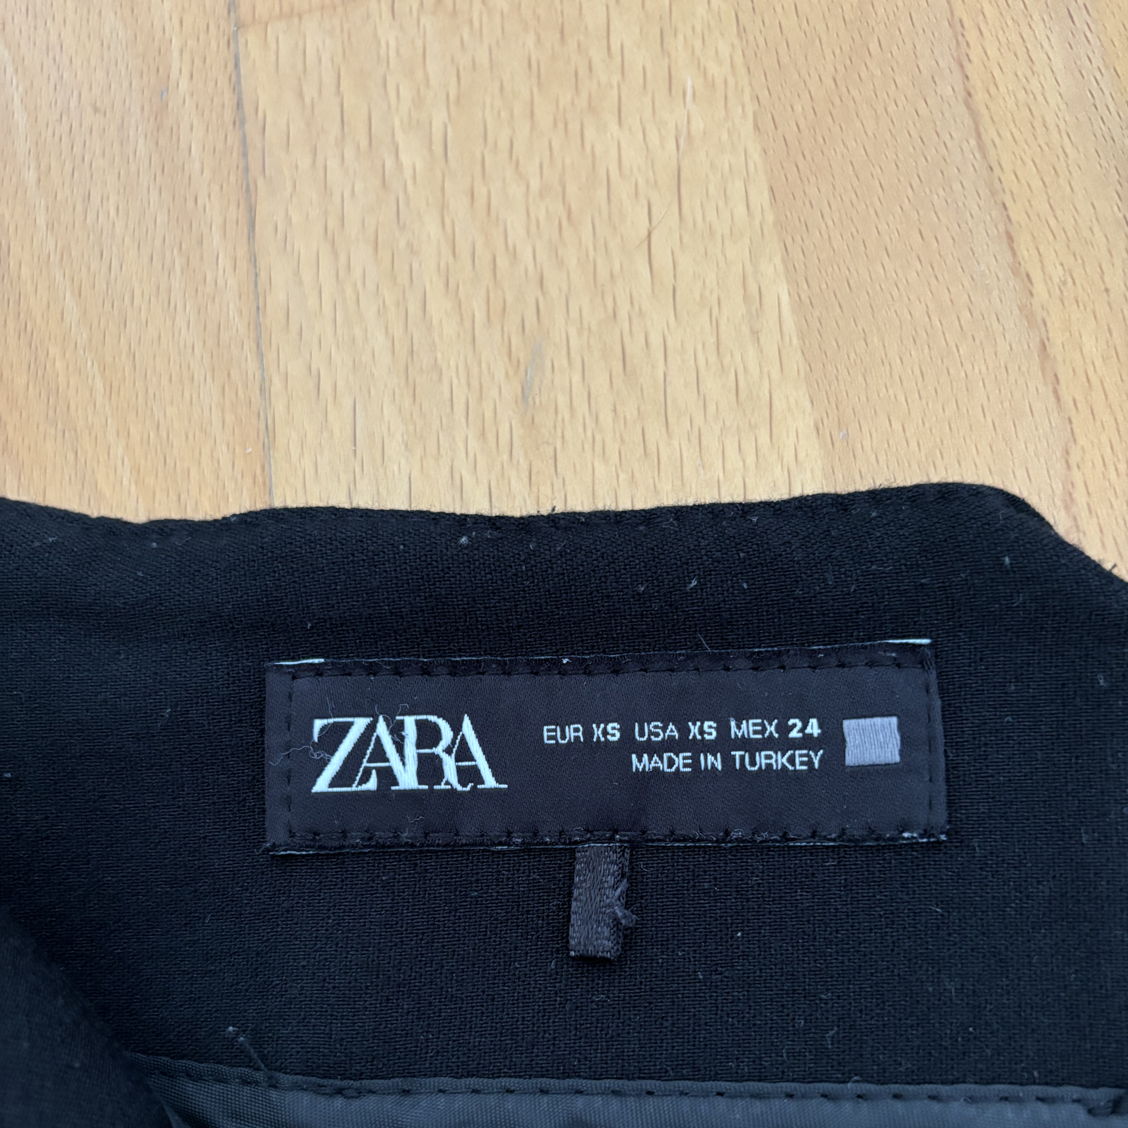 ZARA
EUR XS USA XS MEX 24
MADE IN TURKEY